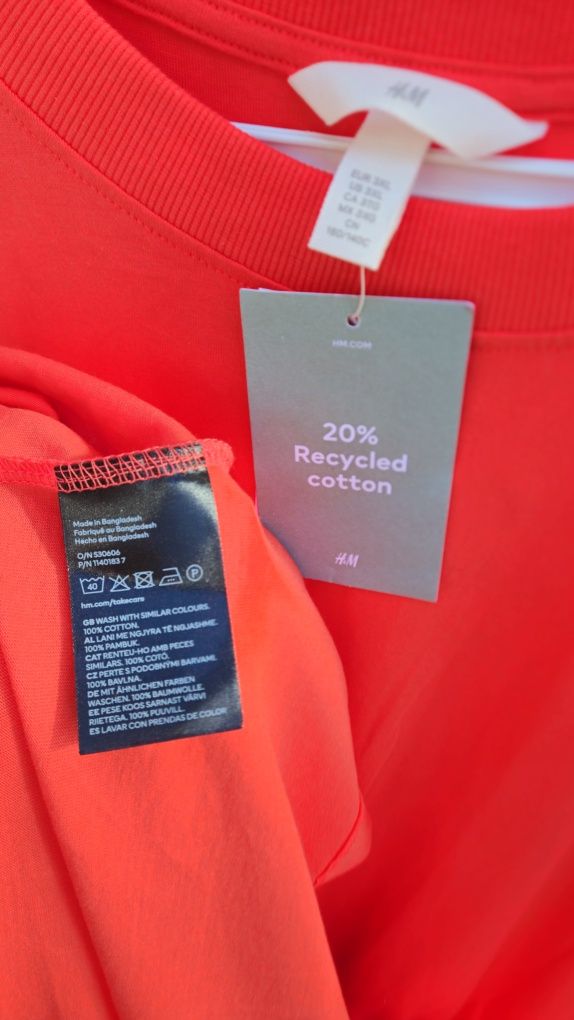 H&M
EUR 3XL
US 3XL
CA 3TG
MX 3XG
CN
180/140C
HM.COM
20%
Recycled
cotton
H&M
Made in Bangladesh
Fabriqué au Bangladesh
Hecho en Bangladesh
O/N 530606
P/N 1140183 7
40
P
hm.com/takecare
GB WASH WITH SIMILAR COLOURS.
100% COTTON.
AL LANI ME NGJYRA TË NGJASHME.
100% PAMBUK.
CAT RENTEU-HO AMB PECES
SIMILARS. 100% COTÓ.
CZ PERTE S PODOBNÝMI BARVAMI.
100% BAVLNA.
DE MIT ÄHNLICHEN FARBEN
WASCHEN. 100% BAUMWOLLE.
EE PESE KOOS SARNAST VÄRVI
RIIETEGA. 100% PUUVILL.
ES LAVAR CON PRENDAS DE COLOR